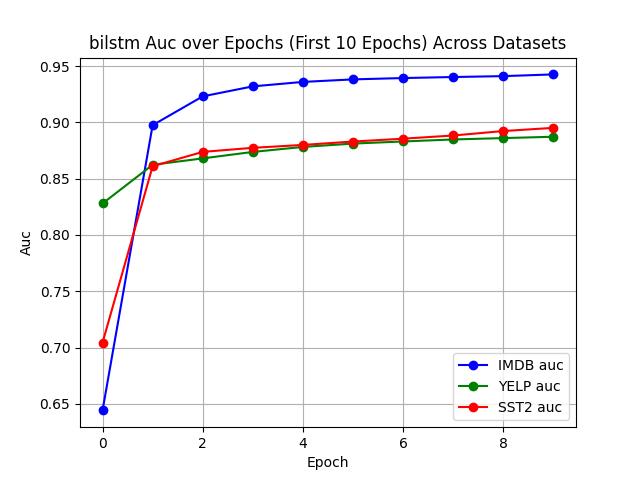 bilstm Auc over Epochs (First 10 Epochs) Across Datasets
0.95
0.90
0.85
0.80
0.75
0.70
0.65
Auc
0 2 4 6 8
Epoch
IMDB auc
YELP auc
SST2 auc